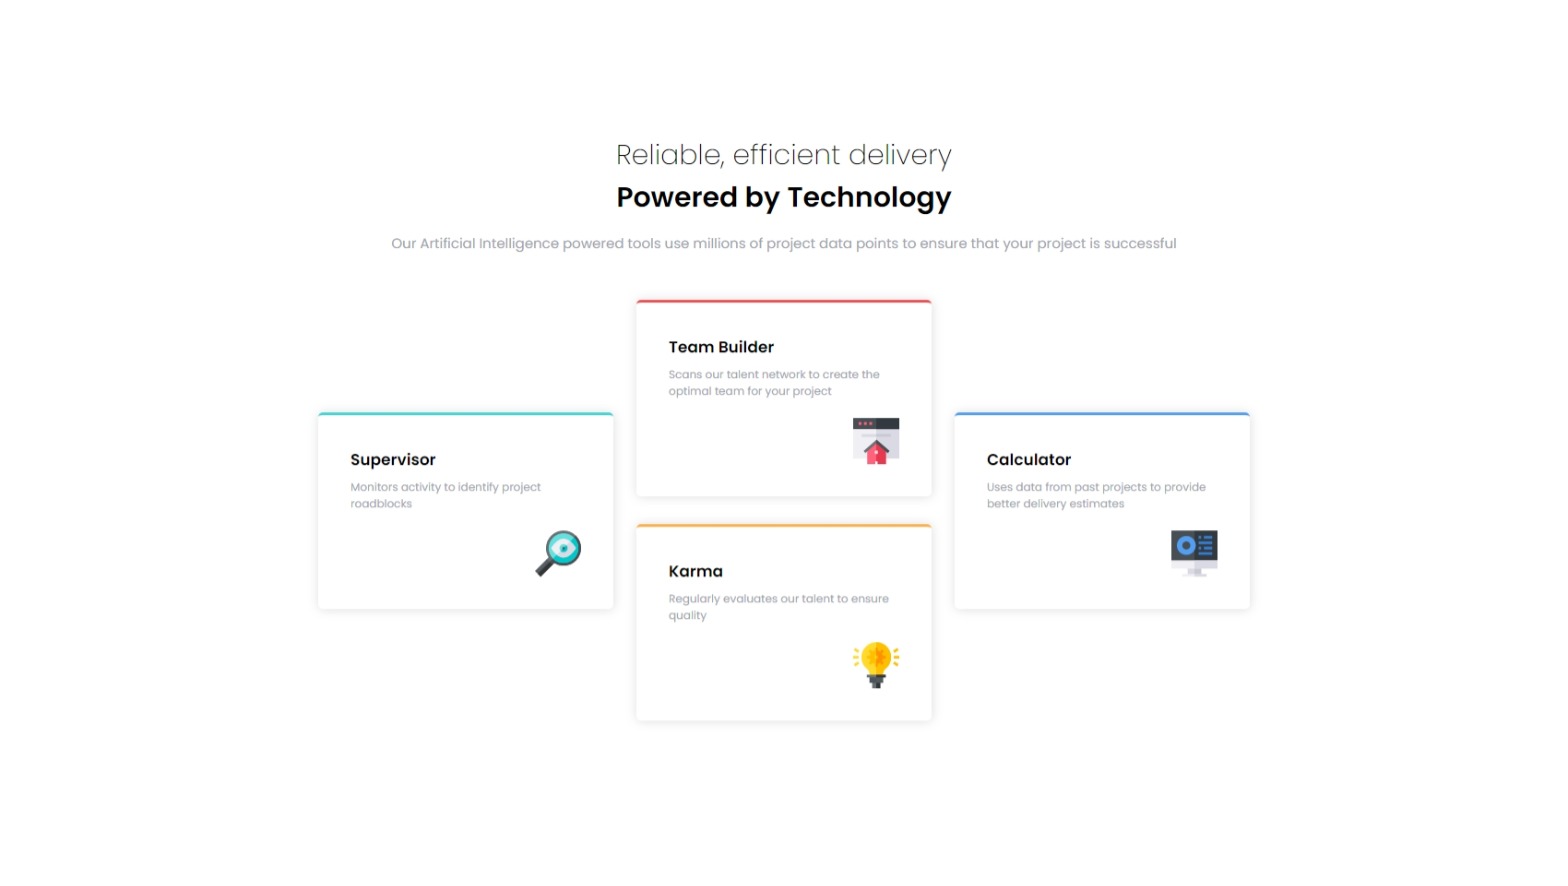 Reliable, efficient delivery
Powered by Technology
Our Artificial Intelligence powered tools use millions of project data points to ensure that your project is successful
Supervisor
Monitors activity to identify project
roadblocks
Team Builder
Scans our talent network to create the
optimal team for your project
Karma
Regularly evaluates our talent to ensure
quality
Calculator
Uses data from past projects to provide
better delivery estimates